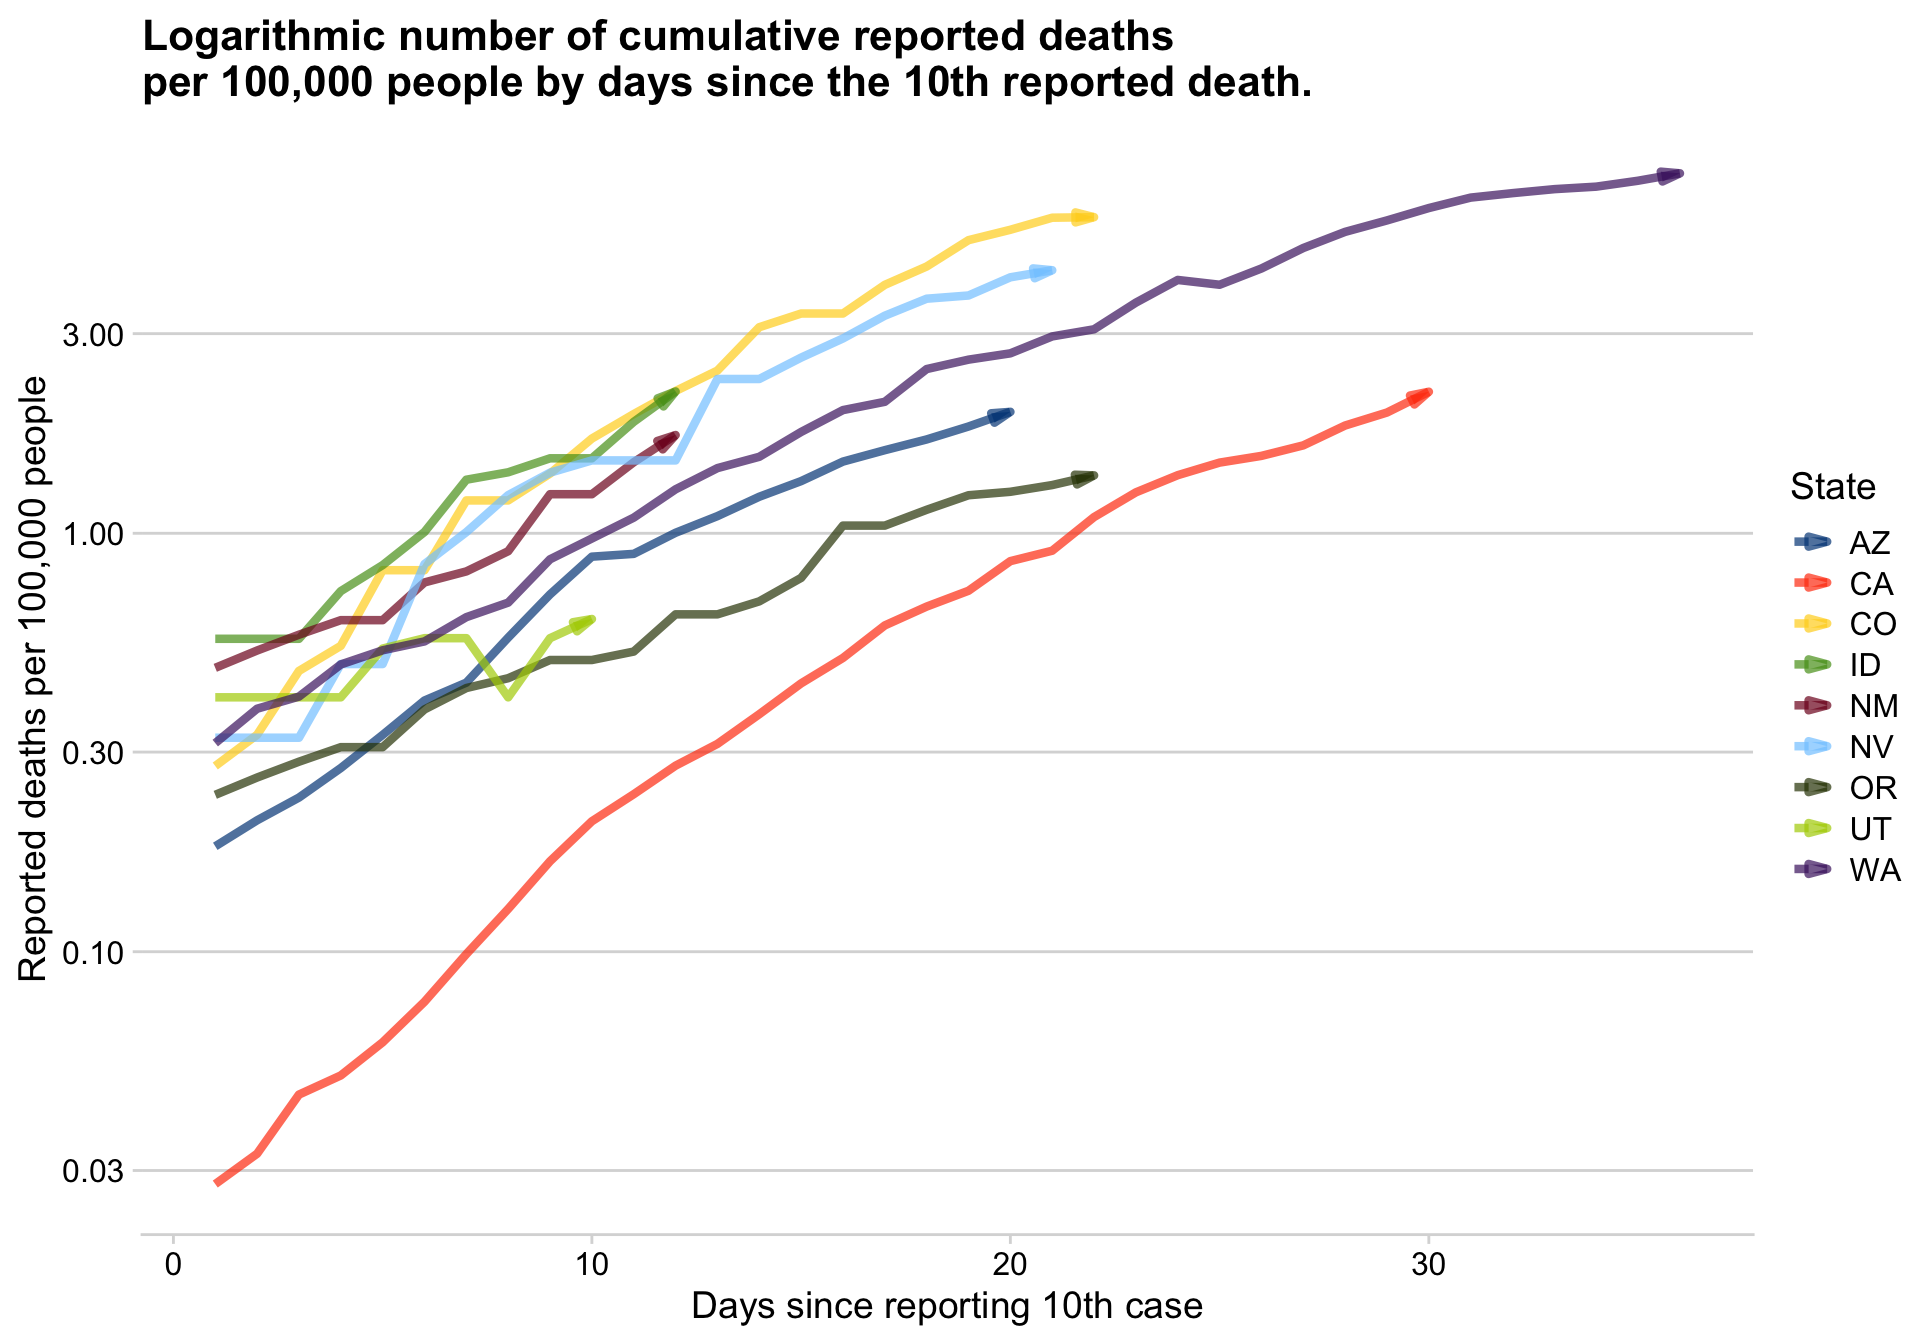 Logarithmic number of cumulative reported deaths
per 100,000 people by days since the 10th reported death.
Reported deaths per 100,000 people
3.00
1.00
0.30
0.10
0.03
0
10
20
30
Days since reporting 10th case
State
AZ
CA
CO
ID
NM
NV
OR
UT
WA